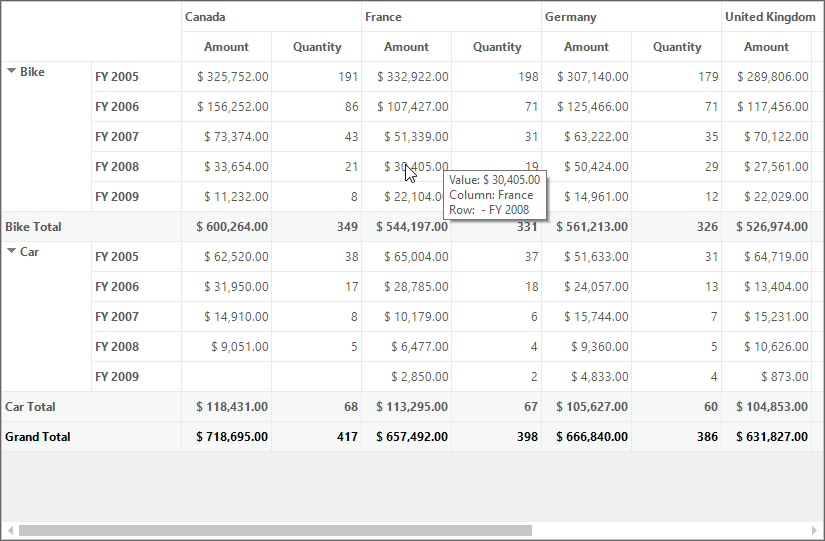 Canada France Germany United Kingdom
Amount Quantity Amount Quantity Amount Quantity Amount
Bike FY 2005 $ 325,752.00 191 $ 332,922.00 198 $ 307,140.00 179 $ 289,806.00
FY 2006 $ 156,252.00 86 $ 107,427.00 71 $ 125,466.00 71 $ 117,456.00
FY 2007 $ 73,374.00 43 $ 51,339.00 31 $ 63,222.00 35 $ 70,122.00
FY 2008 $ 33,654.00 21 $ 30,405.00 19 $ 50,424.00 29 $ 27,561.00
Value: $ 30,405.00
Column: France
Row:  - FY 2008
FY 2009 $ 11,232.00 8 $ 22,104.0 $ 14,961.00 12 $ 22,029.00
Bike Total $ 600,264.00 349 $ 544,197.00 331 $ 561,213.00 326 $ 526,974.00
Car FY 2005 $ 62,520.00 38 $ 65,004.00 37 $ 51,633.00 31 $ 64,719.00
FY 2006 $ 31,950.00 17 $ 28,785.00 18 $ 24,057.00 13 $ 13,404.00
FY 2007 $ 14,910.00 8 $ 10,179.00 6 $ 15,744.00 7 $ 15,231.00
FY 2008 $ 9,051.00 5 $ 6,477.00 4 $ 9,360.00 5 $ 10,626.00
FY 2009 $ 2,850.00 2 $ 4,833.00 4 $ 873.00
Car Total $ 118,431.00 68 $ 113,295.00 67 $ 105,627.00 60 $ 104,853.00
Grand Total $ 718,695.00 417 $ 657,492.00 398 $ 666,840.00 386 $ 631,827.00